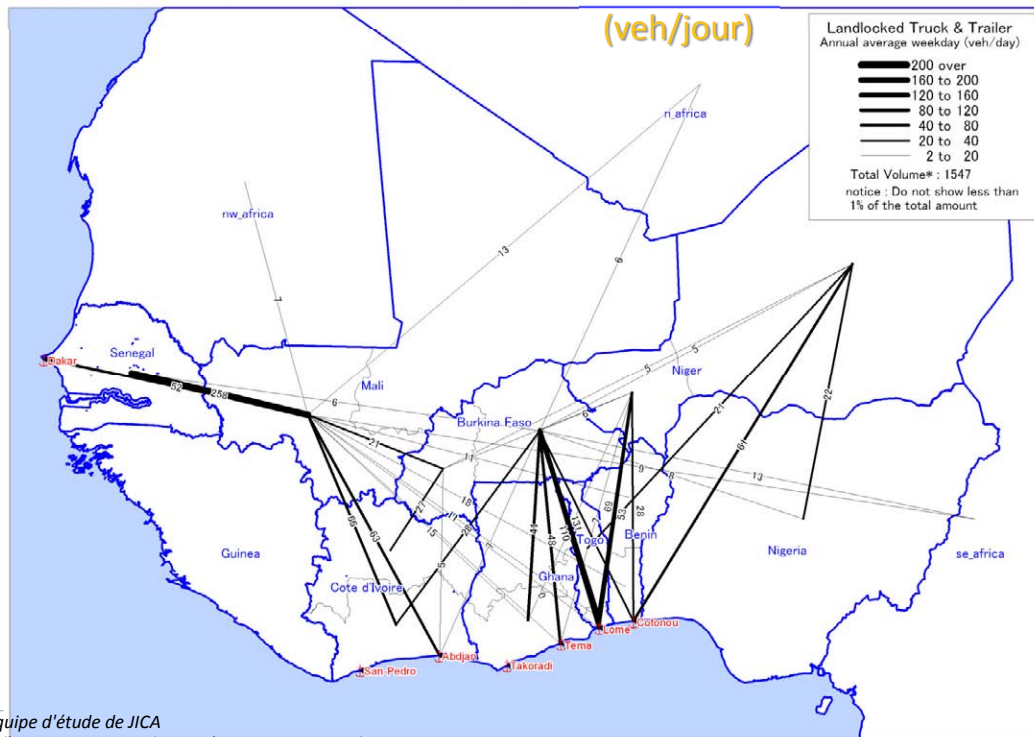 (veh/jour)
Landlocked Truck & Trailer
Annual average weekday (veh/day)
200 over
160 to 200
120 to 160
80 to 120
40 to 80
20 to 40
2 to 20
Total Volume* : 1547
notice : Do not show less than
1% of the total amount
n_africa
nw_africa
13
6
7
Dakar
Senegal
52
258
Mali
6
5
5
Niger
22
21
61
Burkina Faso
6
21
11
9
8
13
18
11
15
27
28
66
63
5
7
44
48
110
131
69
53
28
Togo
Benin
Nigeria
se_africa
Guinea
Cote d'Ivoire
Ghana
Lome
Cotonou
Tema
Abdjan
Takoradi
San-Pedro
quipe d'étude de JICA